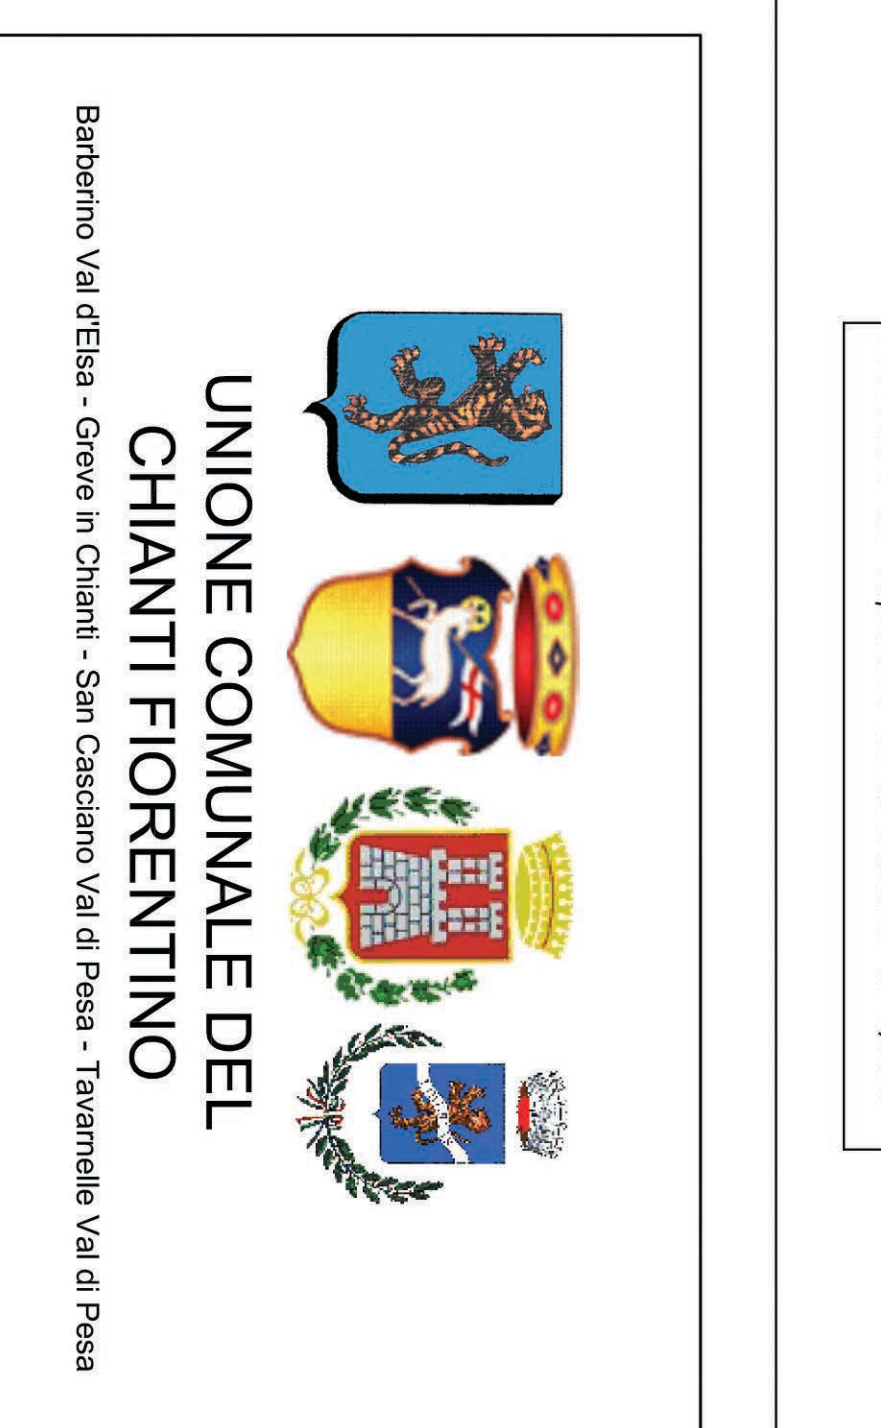 UNIONE COMUNALE DEL
CHIANTI FIORENTINO
Barberino Val d'Elsa - Greve in Chianti - San Casciano Val di Pesa - Tavarnelle Val di Pesa